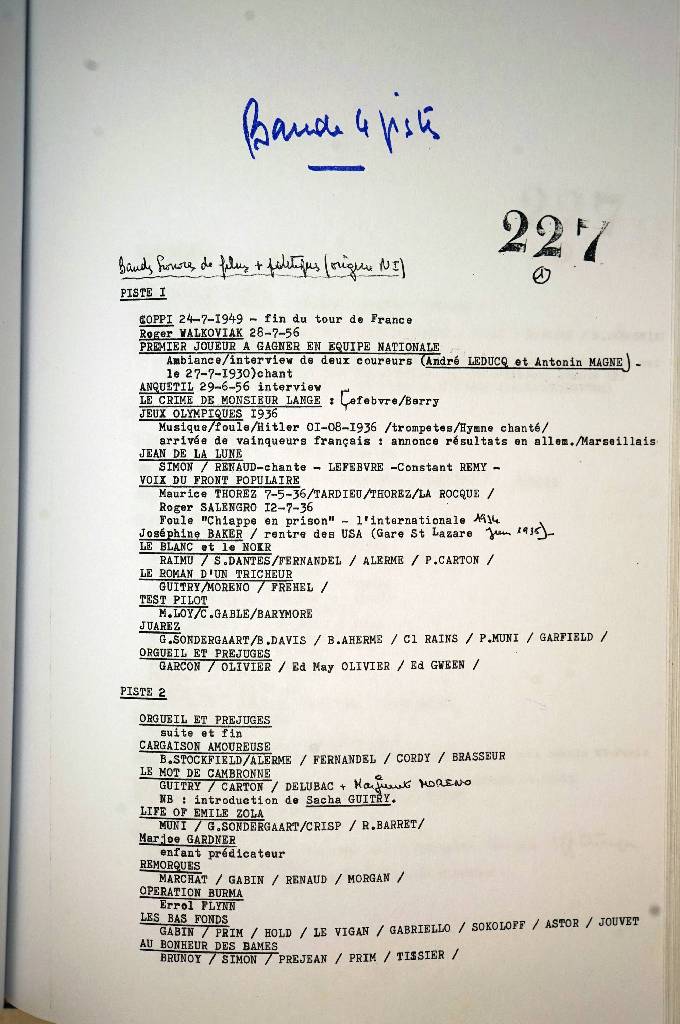 Bande 4 pistes
227
1
Bandes Sonores de films + politiques (origine NI)
PISTE I
COPPI 24-7-1949 - fin du tour de France
Roger WALKOVIAK 28-7-56
PREMIER JOUEUR A GAGNER EN EQUIPE NATIONALE
Ambiance/interview de deux coureurs (André LEDUCQ et Antonin MAGNE) -
le 27-7-1930)chant
ANQUETIL 29-6-56 interview
LE CRIME DE MONSIEUR LANGE : Lefebvre/Berry
JEUX OLYMPIQUES I936
Musique/foule/Hitler OI-08-1936 /trompetes/Hymne chanté/
arrivée de vainqueurs français : annonce résultats en allem./Marseillais
JEAN DE LA LUNE
SIMON / RENAUD-chante - LEFEBVRE -Constant REMY -
VOIX DU FRONT POPULAIRE
Maurice THOREZ 7-5-36/TARDIEU/THOREZ/LA ROCQUE /
Roger SALENGRO I2-7-36
Foule "Chiappe en prison" - l'internationale 1934
Joséphine BAKER / rentre des USA (Gare St Lazare Juin 1936)-
LE BLANC et le NOIR
RAIMU / S.DANTES/FERNANDEL / ALERME / P.CARTON /
LE ROMAN D'UN TRICHEUR
GUITRY/MORENO / FREHEL /
TEST PILOT
M.LOY/C.GABLE/BARYMORE
JUAREZ
G.SONDERGAART/B.DAVIS / B.AHERME / Cl RAINS / P.MUNI / GARFIELD /
ORGUEIL ET PREJUGES
GARCON / OLIVIER / Ed May OLIVIER / Ed GWEEN /
PISTE 2
ORGUEIL ET PREJUGES
suite et fin
CARGAISON AMOUREUSE
B.STOCKFIELD/ALERME / FERNANDEL / CORDY / BRASSEUR
LE MOT DE CAMBRONNE
GUITRY / CARTON / DELUBAC + Marguerite MORENO
NB : introduction de Sacha GUITRY.
LIFE OF EMILE ZOLA
MUNI / G.SONDERGAART/CRISP / R.BARRET/
Marjoe GARDNER
enfant prédicateur
REMORQUES
MARCHAT / GABIN / RENAUD / MORGAN /
OPERATION BURMA
Errol FLYNN
LES BAS FONDS
GABIN / PRIM / HOLD / LE VIGAN / GABRIELLO / SOKOLOFF / ASTOR / JOUVET
AU BONHEUR DES BAMES
BRUNOY / SIMON / PREJEAN / PRIM / TISSIER /